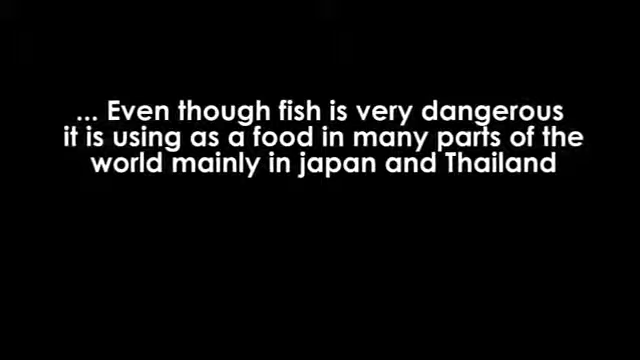 ... Even though fish is very dangerous
it is using as a food in many parts of the
world mainly in japan and Thailand